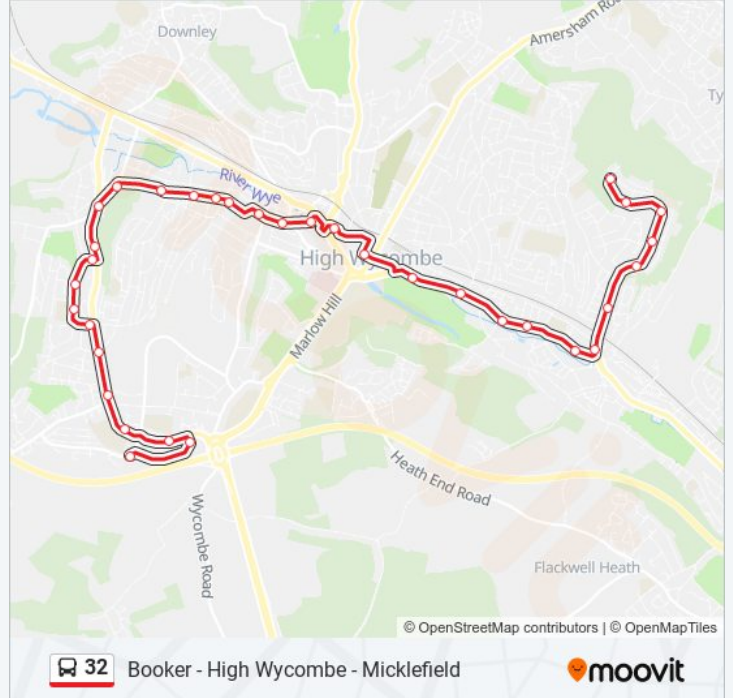 Downley
Amersham Roa
Ty
River Wye
High Wycombe
Marlow Hill
Heath End Road
Wycombe Road
Flackwell Heath
© OpenStreetMap contributors | © OpenMapTiles
32 Booker - High Wycombe - Micklefield
moovit